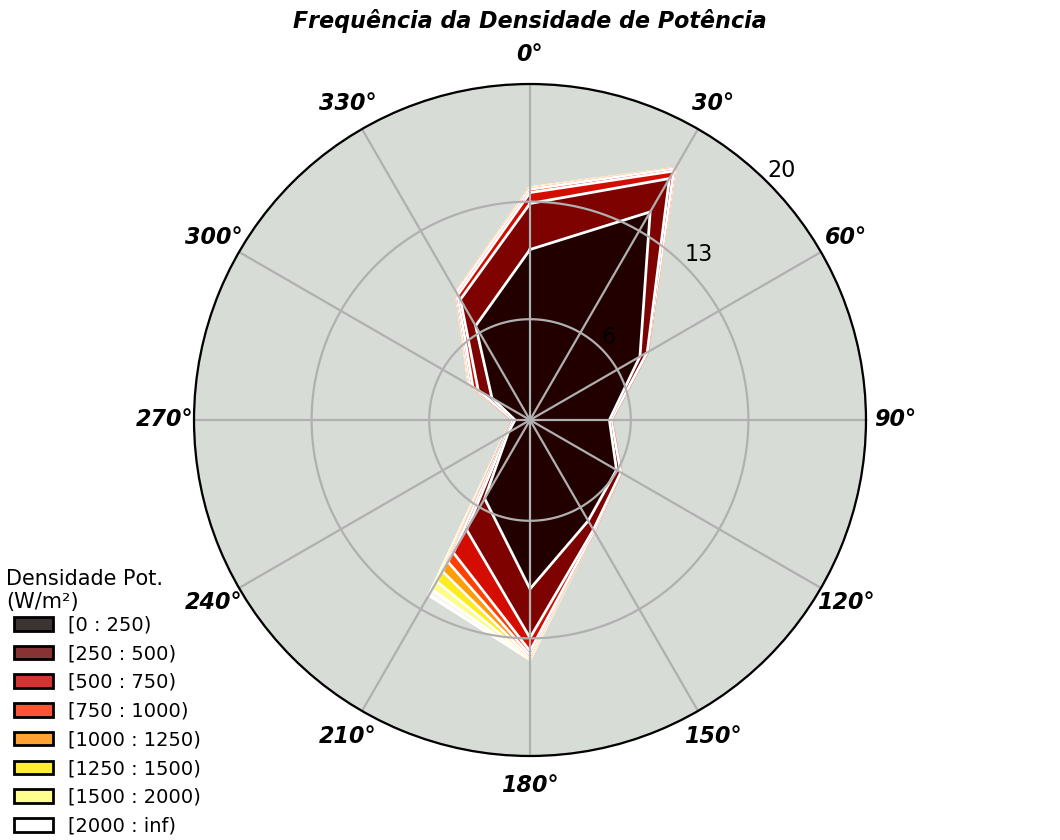 Frequência da Densidade de Potência
0°
30°
60°
90°
120°
150°
180°
210°
240°
270°
300°
330°
6
13
20
Densidade Pot.
(W/m²)
[0 : 250)
[250 : 500)
[500 : 750)
[750 : 1000)
[1000 : 1250)
[1250 : 1500)
[1500 : 2000)
[2000 : inf)